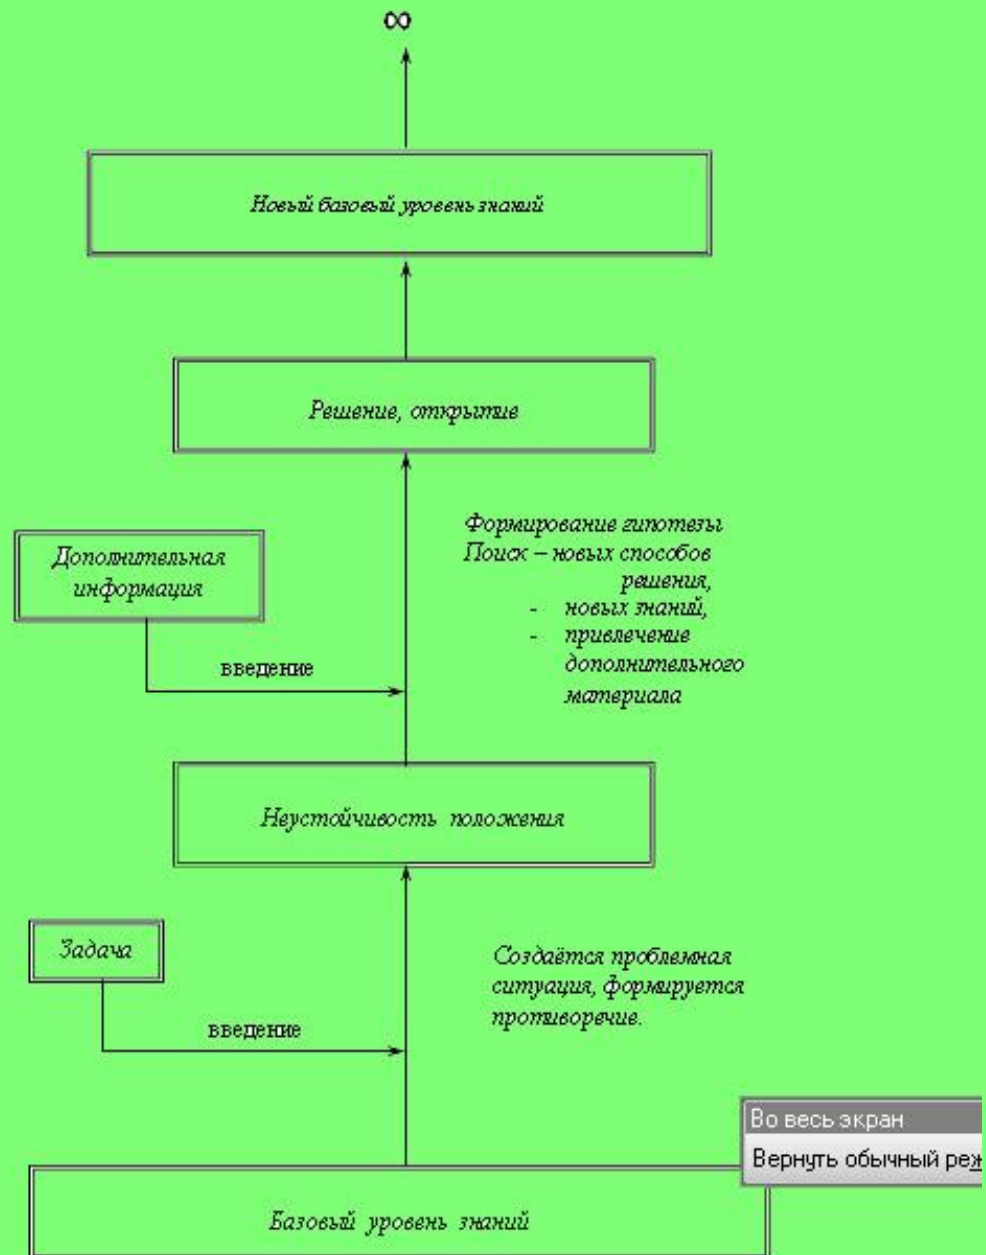 ∞
Новый базовый уровень знаний
Решение, открытие
Формирование гипотезы
Поиск – новых способов
решения,
- новых знаний,
- привлечение
дополнительного
материала
Дополнительная
информация
введение
Неустойчивость положения
Задача
Создаётся проблемная
ситуация, формируется
противоречие.
введение
Во весь экран
Вернуть обычный реж
Базовый уровень знаний